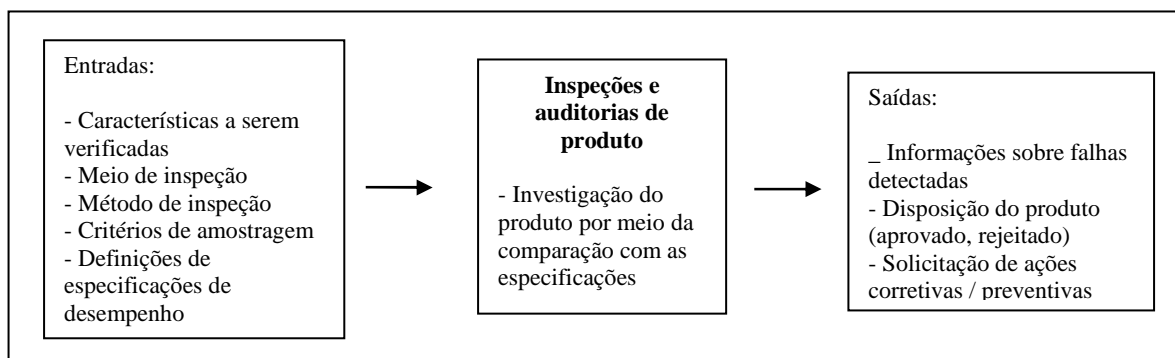 Entradas:
- Características a serem
verificadas
- Meio de inspeção
- Método de inspeção
- Critérios de amostragem
- Definições de
especificações de
desempenho
Inspeções e
auditorias de
produto
- Investigação do
produto por meio da
comparação com as
especificações
Saídas:
_ Informações sobre falhas
detectadas
- Disposição do produto
(aprovado, rejeitado)
- Solicitação de ações
corretivas / preventivas